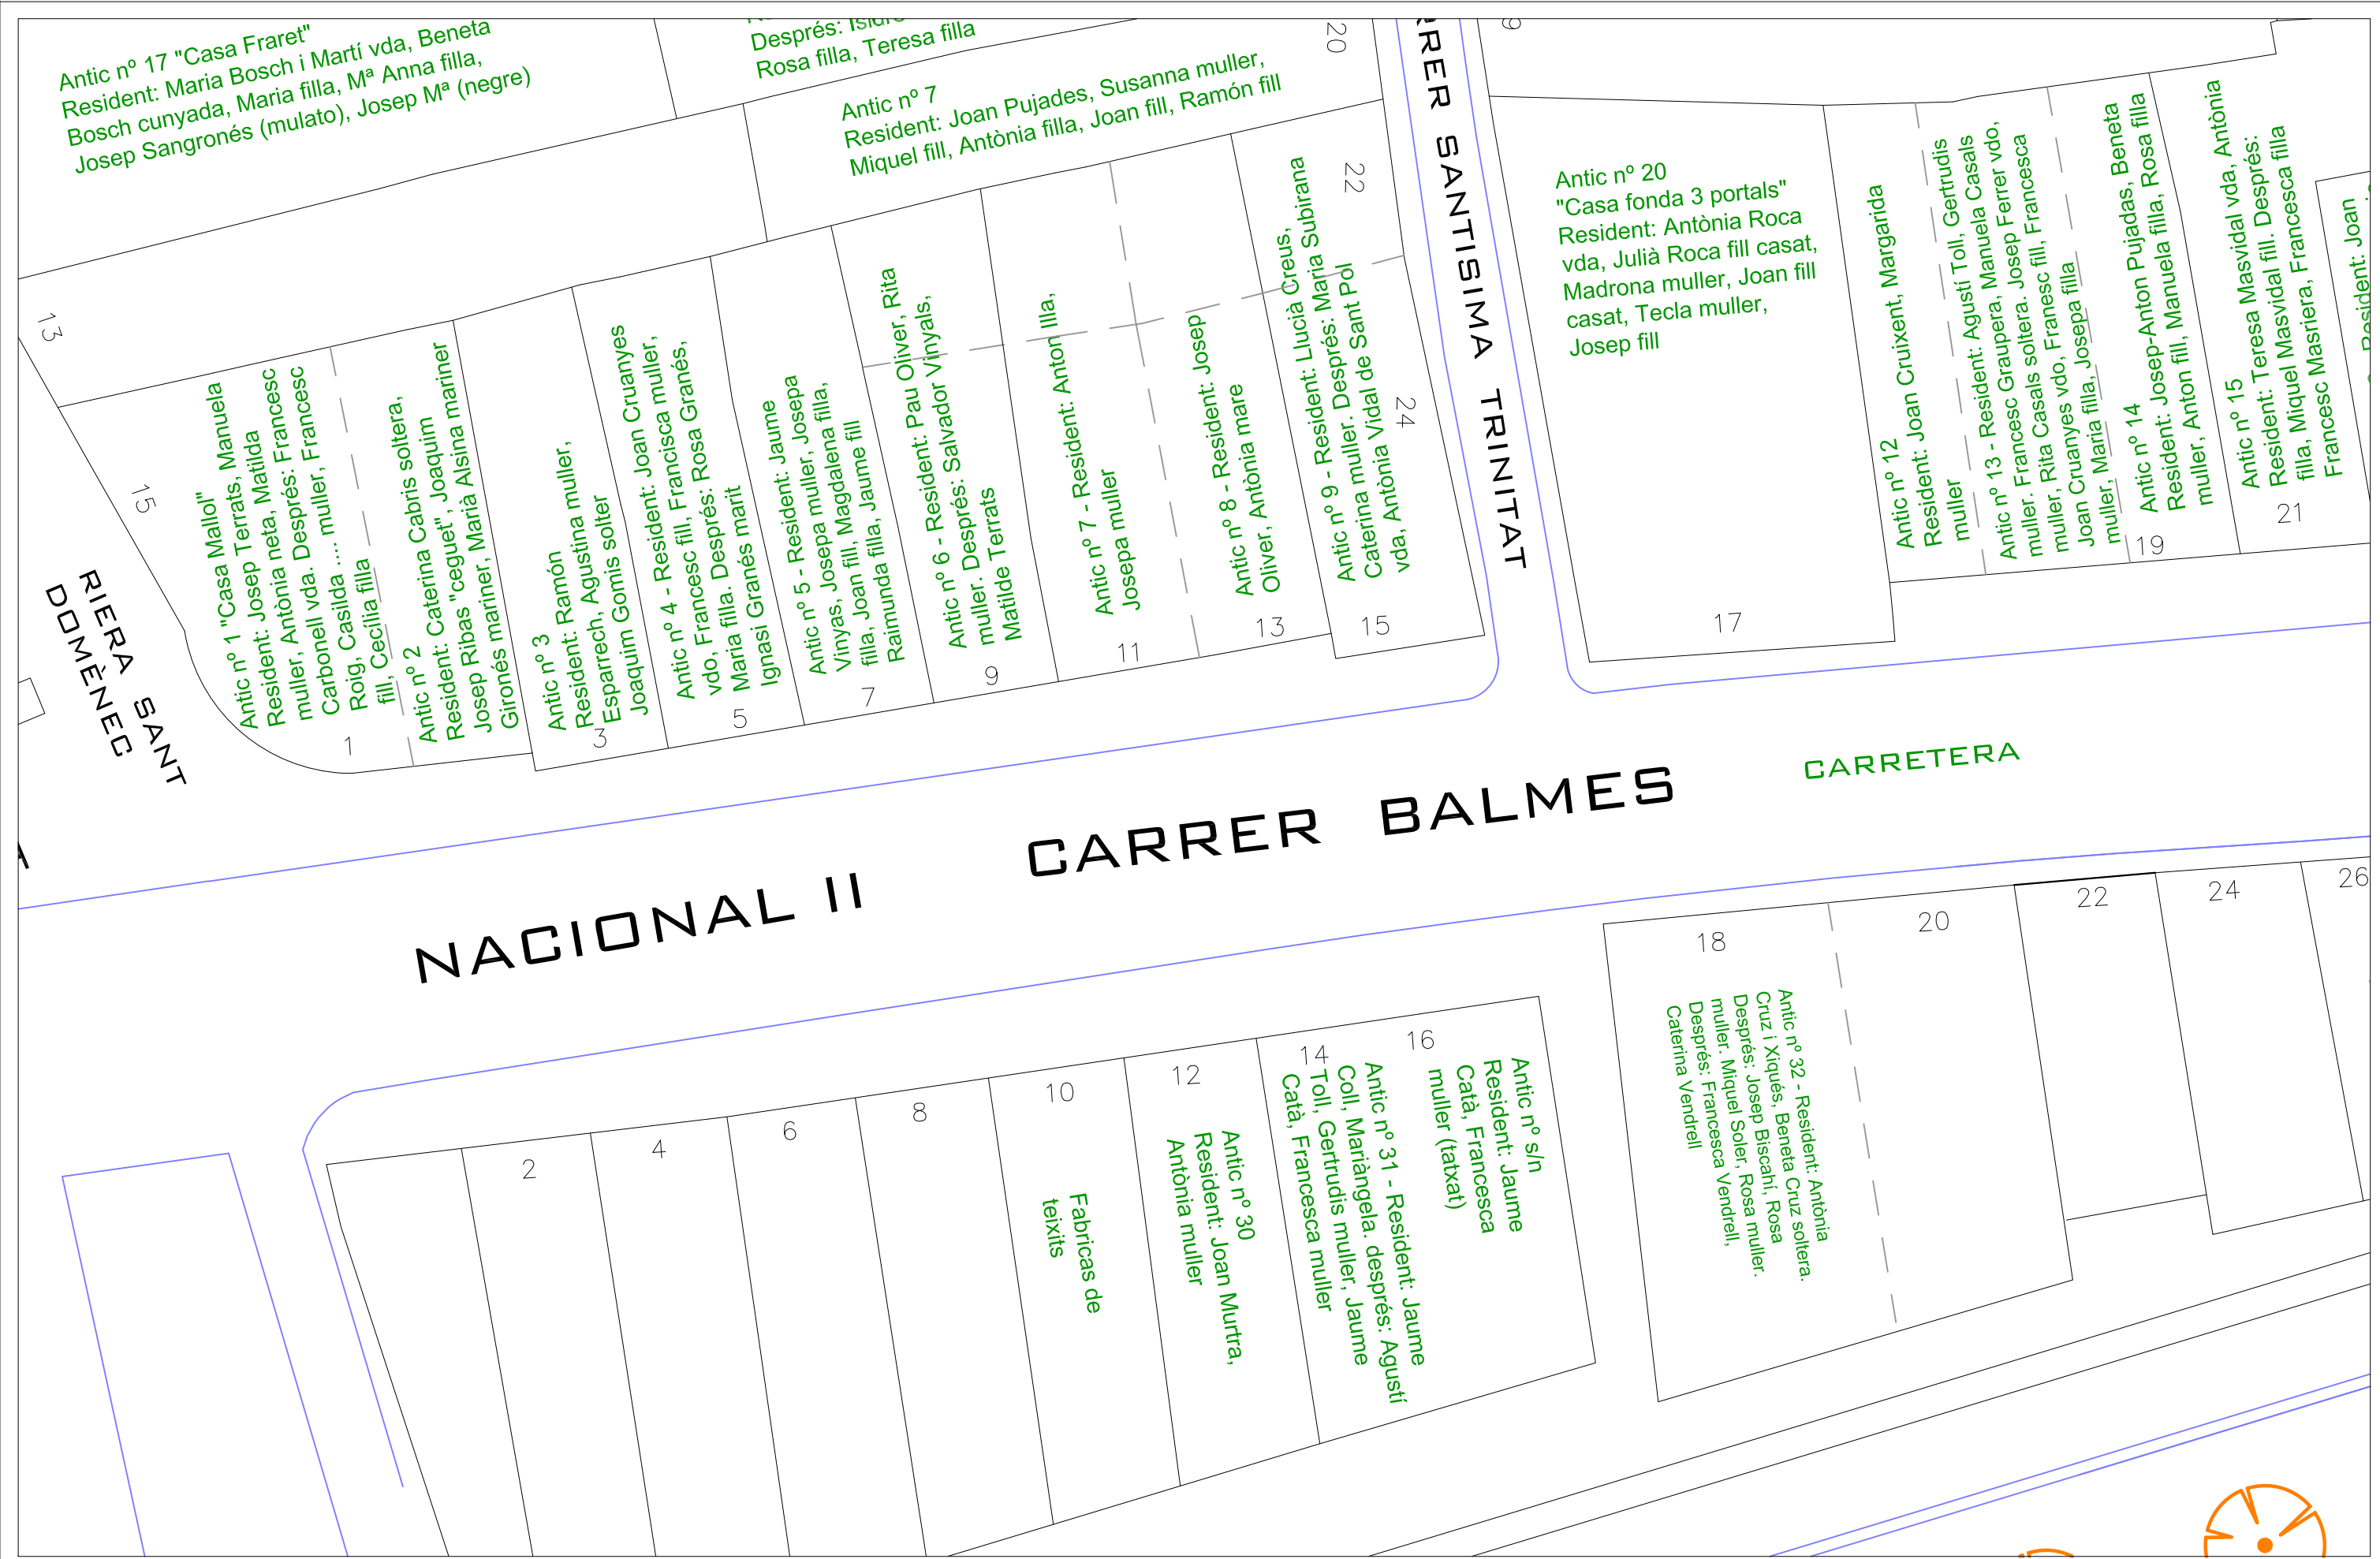 Antic nº 17 "Casa Fraret"
Resident: Maria Bosch i Martí vda, Beneta
Bosch cunyada, Maria filla, Mª Anna filla,
Josep Sangronés (mulato), Josep Mª (negre)
Després: Isidre
Rosa filla, Teresa filla
Antic nº 7
Resident: Joan Pujades, Susanna muller,
Miquel fill, Antònia filla, Joan fill, Ramón fill
20
22
24
RER SANTISIMA TRINITAT
Antic nº 20
"Casa fonda 3 portals"
Resident: Antònia Roca
vda, Julià Roca fill casat,
Madrona muller, Joan fill
casat, Tecla muller,
Josep fill
17
13
15
RIERA SANT
DOMÈNEC
Antic nº 1 "Casa Mallol"
Resident: Josep Terrats, Manuela
muller, Antònia neta, Matilda
Carbonell vda. Després: Francesc
Roig, Casilda .... muller, Francesc
fill, Cecília filla
1
Antic nº 2
Resident: Caterina Cabris soltera,
Josep Ribas "ceguet", Joaquim
Gironés mariner, Marià Alsina mariner
Antic nº 3
Resident: Ramón
Esparrech, Agustina muller,
Joaquim Gomis solter
3
Antic nº 4 - Resident: Joan Cruanyes
vdo, Francesc fill, Francisca muller,
Maria filla. Després: Rosa Granés,
Ignasi Granés marit
5
Antic nº 5 - Resident: Jaume
Vinyas, Josepa muller, Josepa
filla, Joan fill, Magdalena filla,
Raimunda filla, Jaume fill
7
Antic nº 6 - Resident: Pau Oliver, Rita
muller. Després: Salvador Vinyals,
Matilde Terrats
9
Antic nº 7 - Resident: Anton Illa,
Josepa muller
11
Antic nº 8 - Resident: Josep
Oliver, Antònia mare
13
Antic nº 9 - Resident: Llucià Creus,
Caterina muller. Després: Maria Subirana
vda, Antònia Vidal de Sant Pol
15
Antic nº 12
Resident: Joan Cruixent, Margarida
muller
Antic nº 13 - Resident: Agustí Toll, Gertrudis
muller. Francesc Graupera, Manuela Casals
muller, Rita Casals soltera. Josep Ferrer vdo,
Joan Cruanyes vdo, Franesc fill, Francesca
muller, Maria filla, Josepa filla
Antic nº 14
Resident: Josep-Anton Pujadas, Beneta
muller, Anton fill, Manuela filla, Rosa filla
19
Antic nº 15
Resident: Teresa Masvidal vda, Antònia
filla, Miquel Masvidal fill. Després:
Francesc Masriera, Francesca filla
21
Resident: Joan
NACIONAL II CARRER BALMES
CARRETERA
2
4
6
8
10
Fabricas de
teixits
12
Antic nº 30
Resident: Joan Murtra,
Antònia muller
14
Antic nº 31 - Resident: Jaume
Coll, Mariàngela. després: Agustí
Toll, Gertrudis muller, Jaume
Catà, Francesca muller
16
Antic nº s/n
Resident: Jaume
Catà, Francesca
muller (tatxat)
18
Antic nº 32 - Resident: Antònia
Cruz i Xiqués, Beneta Cruz soltera.
Després: Josep Biscahí, Rosa
muller. Miquel Soler, Rosa muller.
Després: Francesca Vendrell,
Caterina Vendrell
20
22
24
26